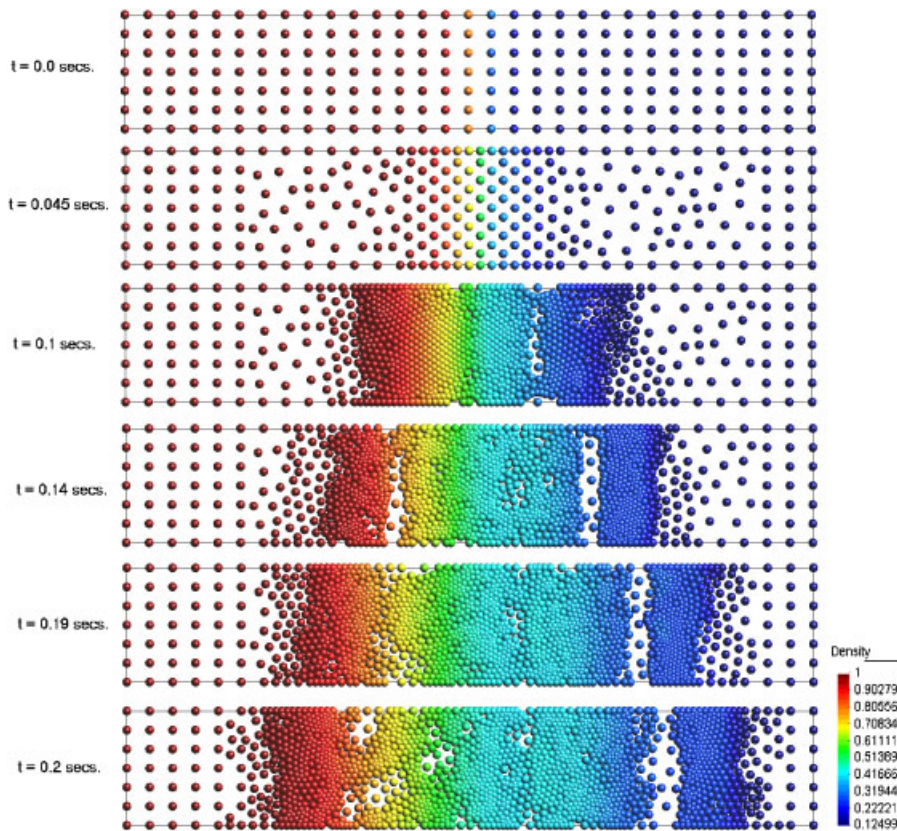 t = 0.0 secs.
t = 0.045 secs.
t = 0.1 secs.
t = 0.14 secs.
t = 0.19 secs.
t = 0.2 secs.
Density
1
0.90279
0.80556
0.70834
0.61111
0.51389
0.41666
0.31944
0.22221
0.12499